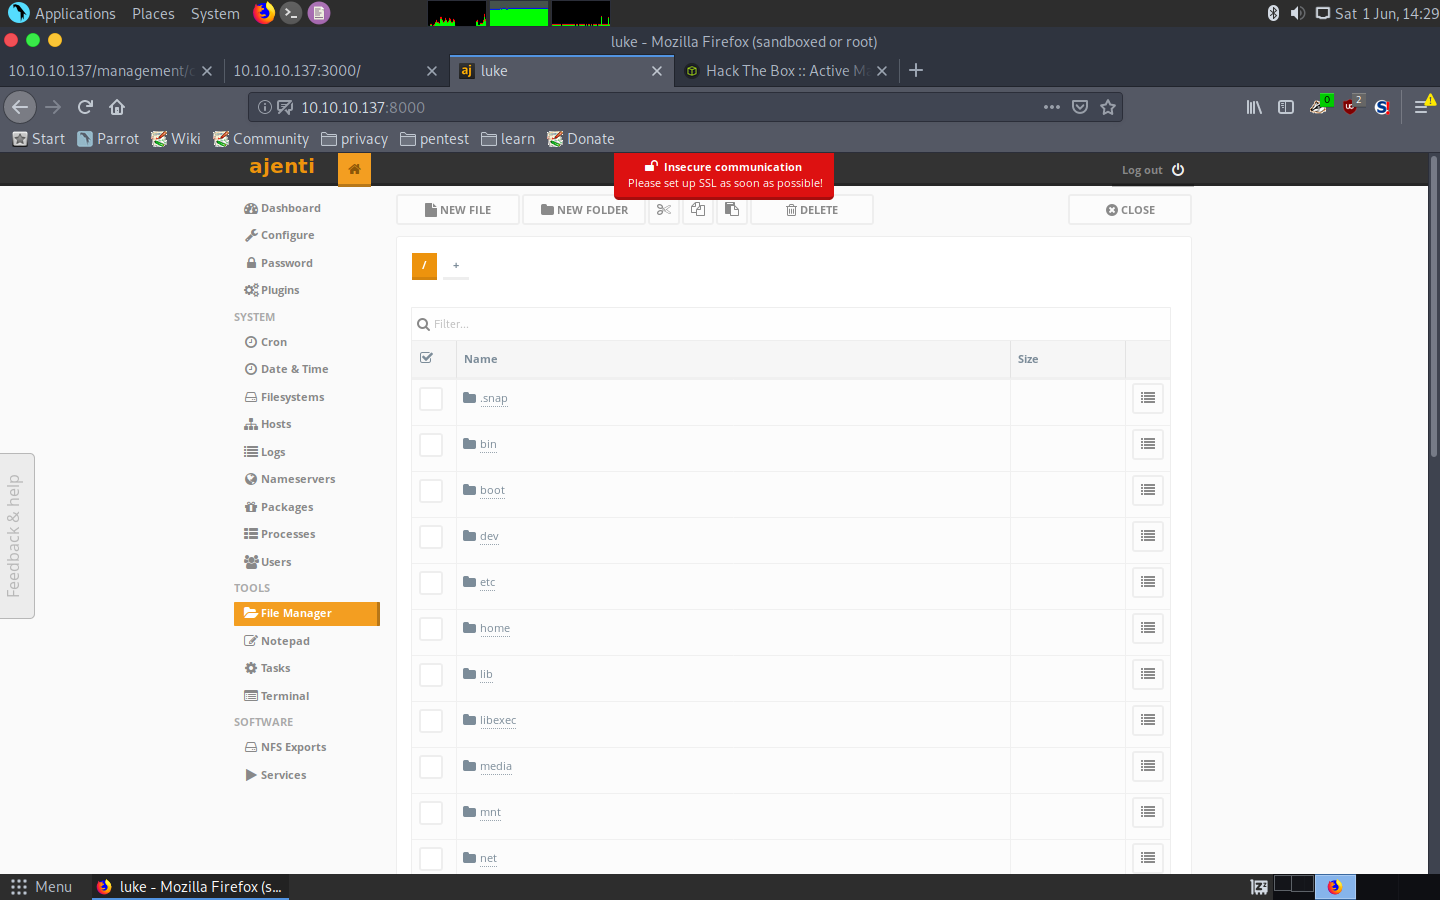 Applications Places System Sat 1 Jun, 14:29
luke - Mozilla Firefox (sandboxed or root)
10.10.10.137/management/ 10.10.10.137:3000/ aj luke Hack The Box :: Active Ma
10.10.10.137:8000 0 2
Start Parrot Wiki Community privacy pentest learn Donate
ajenti Insecure communication Log out
Please set up SSL as soon as possible!
NEW FILE NEW FOLDER DELETE CLOSE
/ +
Filter...
Name Size
.snap
bin
boot
dev
etc
home
lib
libexec
media
mnt
net
Dashboard
Configure
Password
Plugins
SYSTEM
Cron
Date & Time
Filesystems
Hosts
Logs
Nameservers
Packages
Processes
Users
TOOLS
File Manager
Notepad
Tasks
Terminal
SOFTWARE
NFS Exports
Services
Feedback & help
Menu luke - Mozilla Firefox (s...